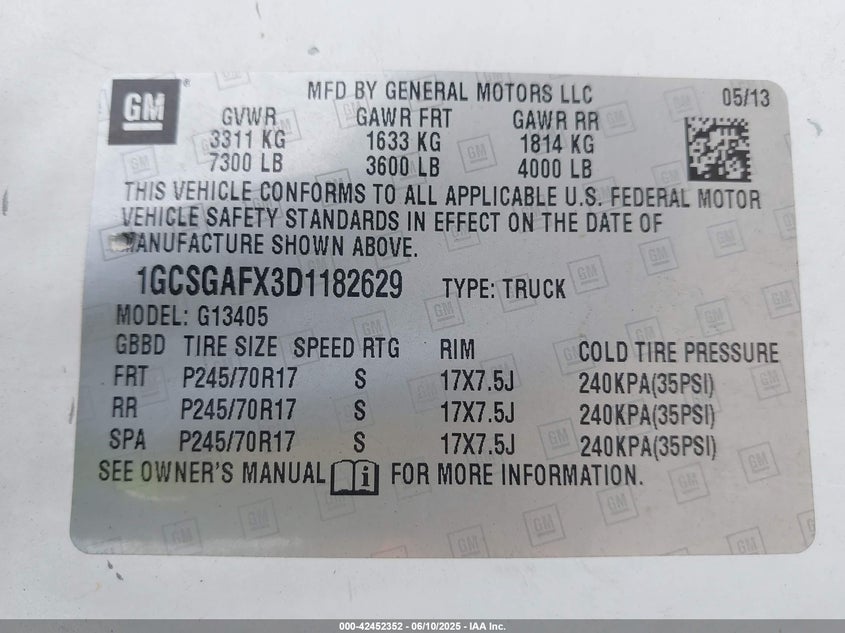 GM
®
MFD BY GENERAL MOTORS LLC
05/13
GVWR GAWR FRT GAWR RR
3311 KG 1633 KG 1814 KG
7300 LB 3600 LB 4000 LB
THIS VEHICLE CONFORMS TO ALL APPLICABLE U.S. FEDERAL MOTOR
VEHICLE SAFETY STANDARDS IN EFFECT ON THE DATE OF
MANUFACTURE SHOWN ABOVE.
1GCSGAFX3D1182629 TYPE: TRUCK
MODEL: G13405
GBBD TIRE SIZE SPEED RTG RIM COLD TIRE PRESSURE
FRT P245/70R17 S 17X7.5J 240KPA(35PSI)
RR P245/70R17 S 17X7.5J 240KPA(35PSI)
SPA P245/70R17 S 17X7.5J 240KPA(35PSI)
SEE OWNER'S MANUAL i FOR MORE INFORMATION.
000-42452352 - 06/10/2025 - IAA Inc.